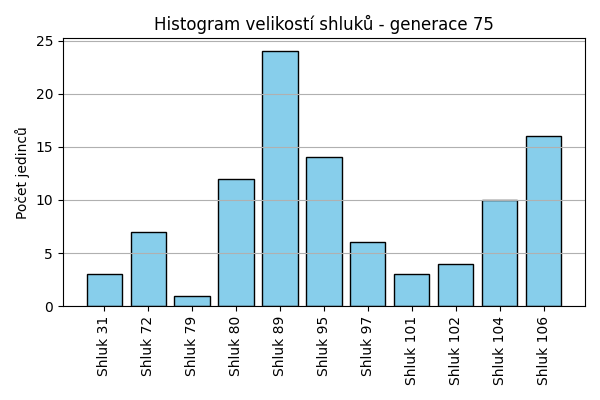 Histogram velikostí shluků - generace 75
Počet jedinců
25
20
15
10
5
0
Shluk 31
Shluk 72
Shluk 79
Shluk 80
Shluk 89
Shluk 95
Shluk 97
Shluk 101
Shluk 102
Shluk 104
Shluk 106